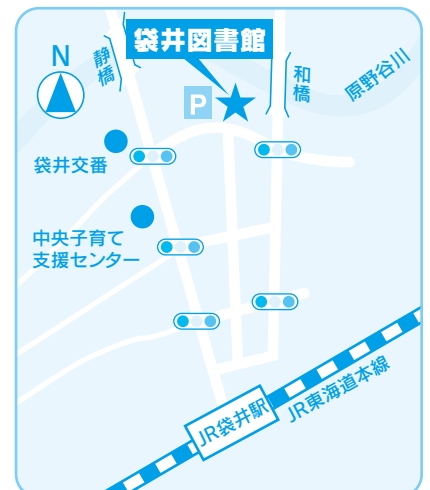 袋井図書館
N
静橋
和橋
原野谷川
P
袋井交番
中央子育て
支援センター
JR東海道本線
JR袋井駅